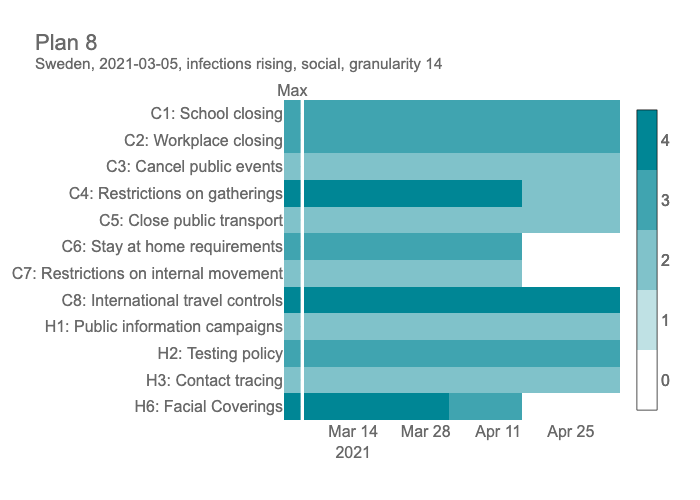 Plan 8
Sweden, 2021-03-05, infections rising, social, granularity 14
Max
C1: School closing
C2: Workplace closing
C3: Cancel public events
C4: Restrictions on gatherings
C5: Close public transport
C6: Stay at home requirements
C7: Restrictions on internal movement
C8: International travel controls
H1: Public information campaigns
H2: Testing policy
H3: Contact tracing
H6: Facial Coverings
Mar 14 Mar 28 Apr 11 Apr 25
2021
4
3
2
1
0